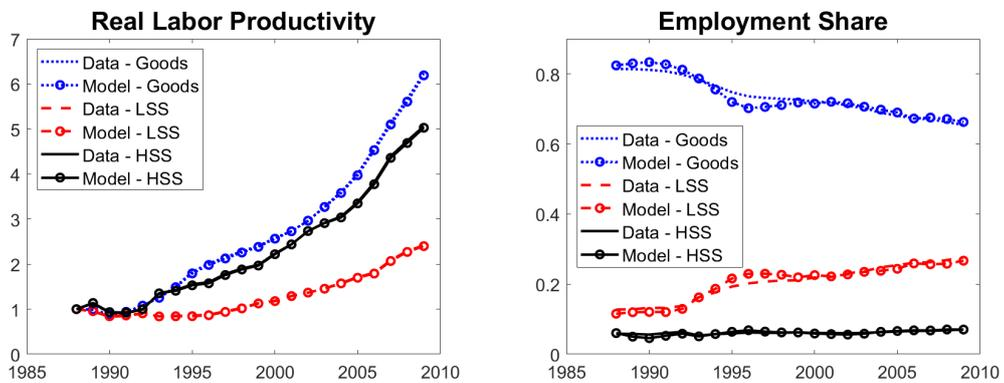 Real Labor Productivity
7
6
5
4
3
2
1
0
Data - Goods
Model - Goods
Data - LSS
Model - LSS
Data - HSS
Model - HSS
1985
1990
1995
2000
2005
2010
Employment Share
0.8
0.6
0.4
0.2
0
Data - Goods
Model - Goods
Data - LSS
Model - LSS
Data - HSS
Model - HSS
1985
1990
1995
2000
2005
2010